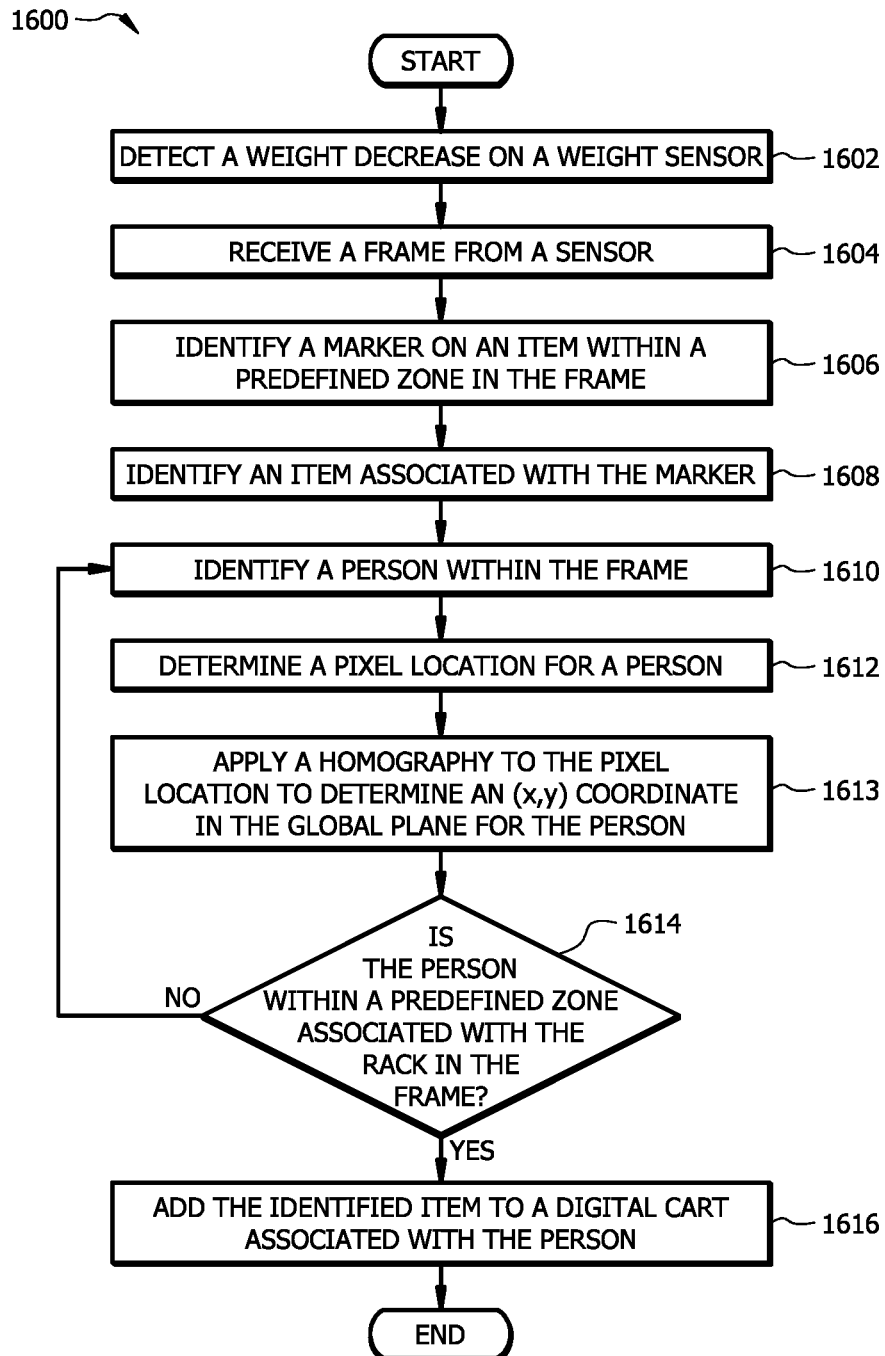 1600
START
DETECT A WEIGHT DECREASE ON A WEIGHT SENSOR
1602
RECEIVE A FRAME FROM A SENSOR
1604
IDENTIFY A MARKER ON AN ITEM WITHIN A
PREDEFINED ZONE IN THE FRAME
1606
IDENTIFY AN ITEM ASSOCIATED WITH THE MARKER
1608
IDENTIFY A PERSON WITHIN THE FRAME
1610
DETERMINE A PIXEL LOCATION FOR A PERSON
1612
APPLY A HOMOGRAPHY TO THE PIXEL
LOCATION TO DETERMINE AN (x,y) COORDINATE
IN THE GLOBAL PLANE FOR THE PERSON
1613
IS
THE PERSON
WITHIN A PREDEFINED ZONE
ASSOCIATED WITH THE
RACK IN THE
FRAME?
1614
NO
YES
ADD THE IDENTIFIED ITEM TO A DIGITAL CART
ASSOCIATED WITH THE PERSON
1616
END